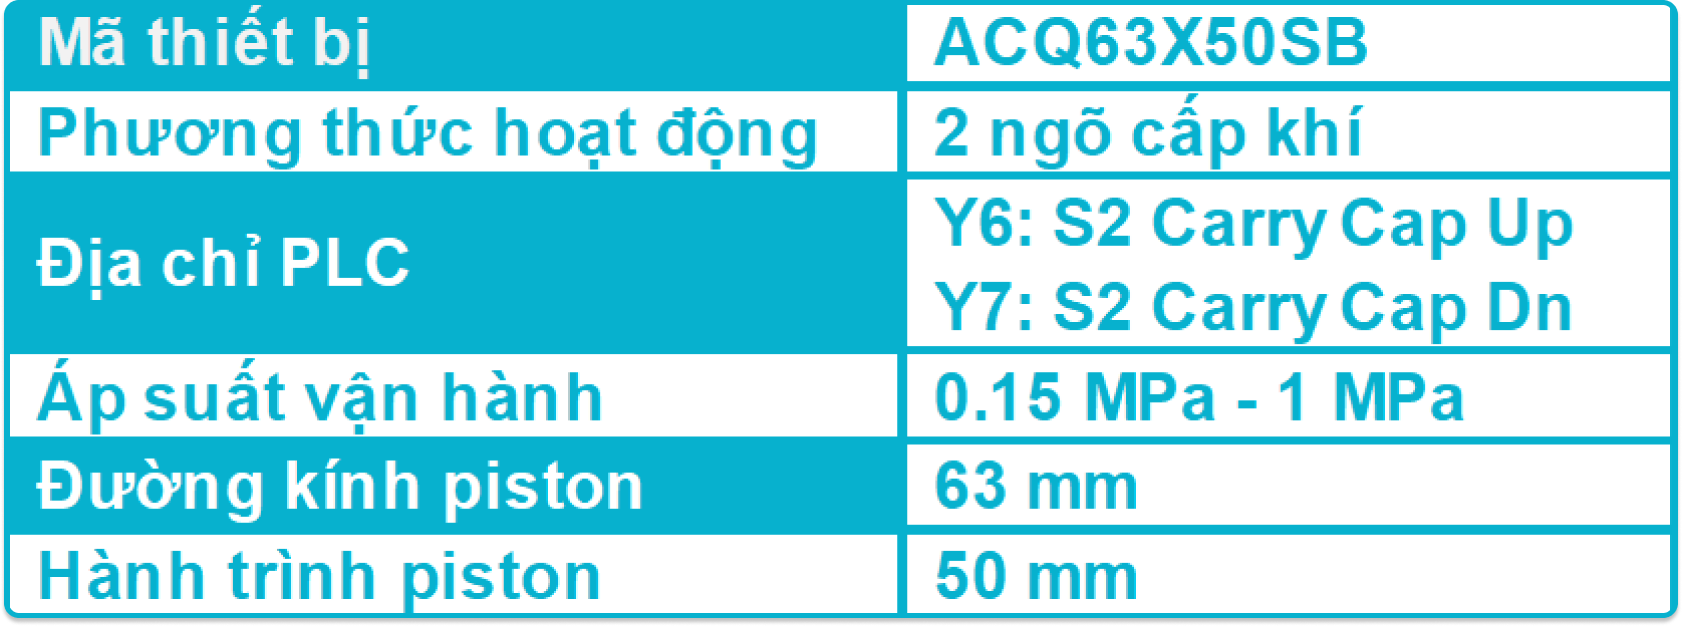 Mã thiết bị ACQ63X50SB
Phương thức hoạt động 2 ngõ cấp khí
Địa chỉ PLC Y6: S2 Carry Cap Up
Y7: S2 Carry Cap Dn
Áp suất vận hành 0.15 MPa - 1 MPa
Đường kính piston 63 mm
Hành trình piston 50 mm